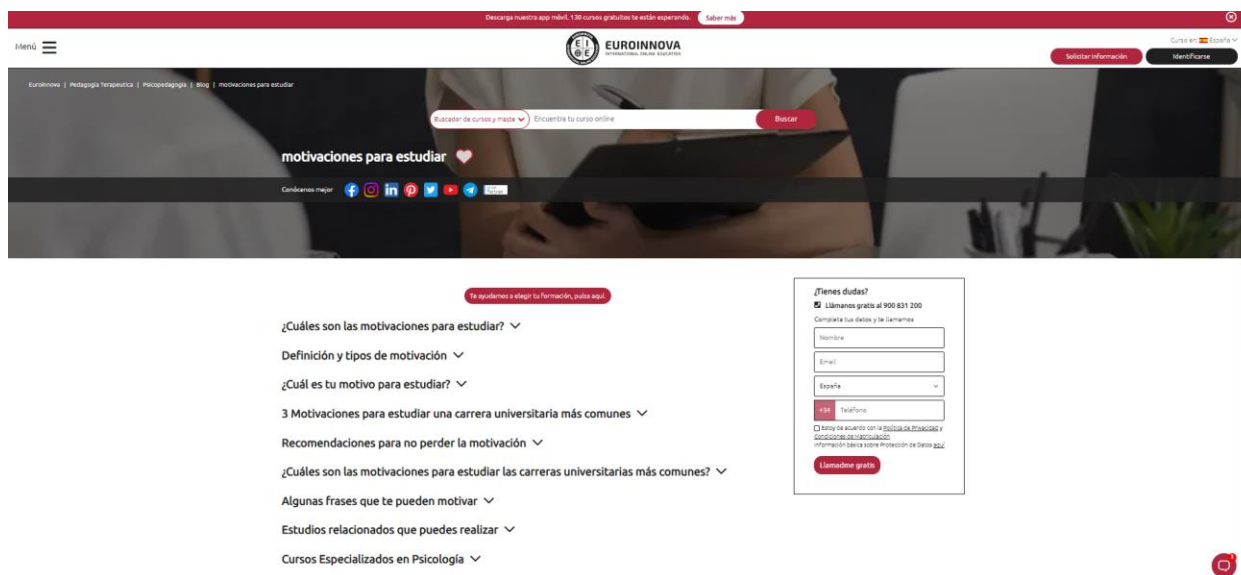 Descarga nuestra app móvil. 130 cursos gratuitos te están esperando. Saber más
Menú
EUROINNOVA
INTERNATIONAL ONLINE EDUCATION
Curso en: España
Solicitar información
Identificarse
Euroinnova | Pedagogia Terapeutica | Psicopedagogía | Blog | motivaciones para estudiar
Buscador de cursos y maste
Encuentra tu curso online
Buscar
motivaciones para estudiar
Conócenos mejor
Te ayudamos a elegir tu formación, pulsa aquí.
¿Cuáles son las motivaciones para estudiar?
Definición y tipos de motivación
¿Cuál es tu motivo para estudiar?
3 Motivaciones para estudiar una carrera universitaria más comunes
Recomendaciones para no perder la motivación
¿Cuáles son las motivaciones para estudiar las carreras universitarias más comunes?
Algunas frases que te pueden motivar
Estudios relacionados que puedes realizar
Cursos Especializados en Psicología
¿Tienes dudas?
Llámanos gratis al 900 831 200
Completa tus datos y te llamamos
Nombre
Email
España
+34 Teléfono
Estoy de acuerdo con la Política de Privacidad y
Condiciones de Matriculación
Información básica sobre Protección de Datos aquí
Llamadme gratis